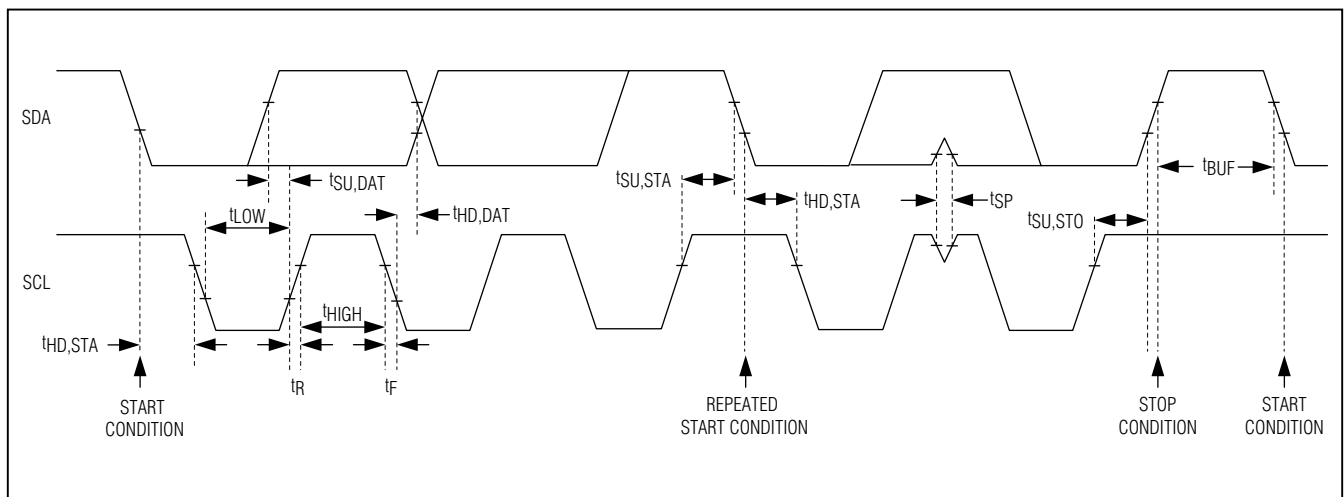 SDA
tSU,STA
tBUF
tSU,DAT
tHD,STA
tSP
tLOW
tHD,DAT
tSU,STO
SCL
tHIGH
tHD,STA
tR
tF
START
CONDITION
REPEATED
START CONDITION
STOP
CONDITION
START
CONDITION